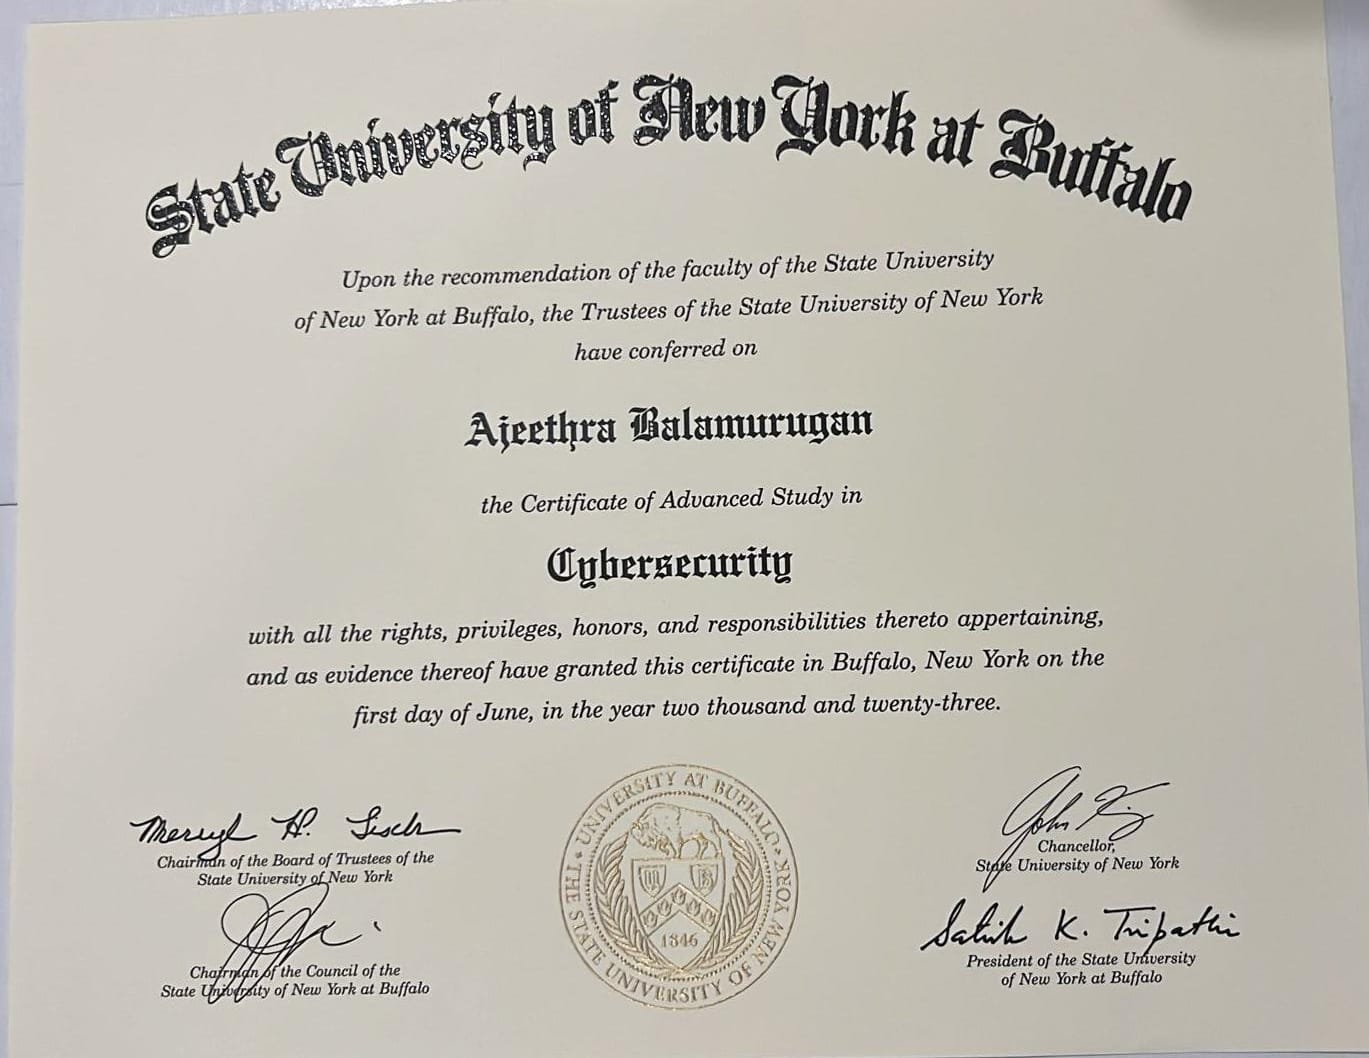 State University of New York at Buffalo
Upon the recommendation of the faculty of the State University
of New York at Buffalo, the Trustees of the State University of New York
have conferred on
Ajeethra Balamurugan
the Certificate of Advanced Study in
Cybersecurity
with all the rights, privileges, honors, and responsibilities thereto appertaining,
and as evidence thereof have granted this certificate in Buffalo, New York on the
first day of June, in the year two thousand and twenty-three.
Chairman of the Board of Trustees of the
State University of New York
Chairman of the Council of the
State University of New York at Buffalo
UNIVERSITY AT BUFFALO • THE STATE UNIVERSITY OF NEW YORK •
1846
John
Chancellor,
State University of New York
Satish K. Tripathi
President of the State University
of New York at Buffalo